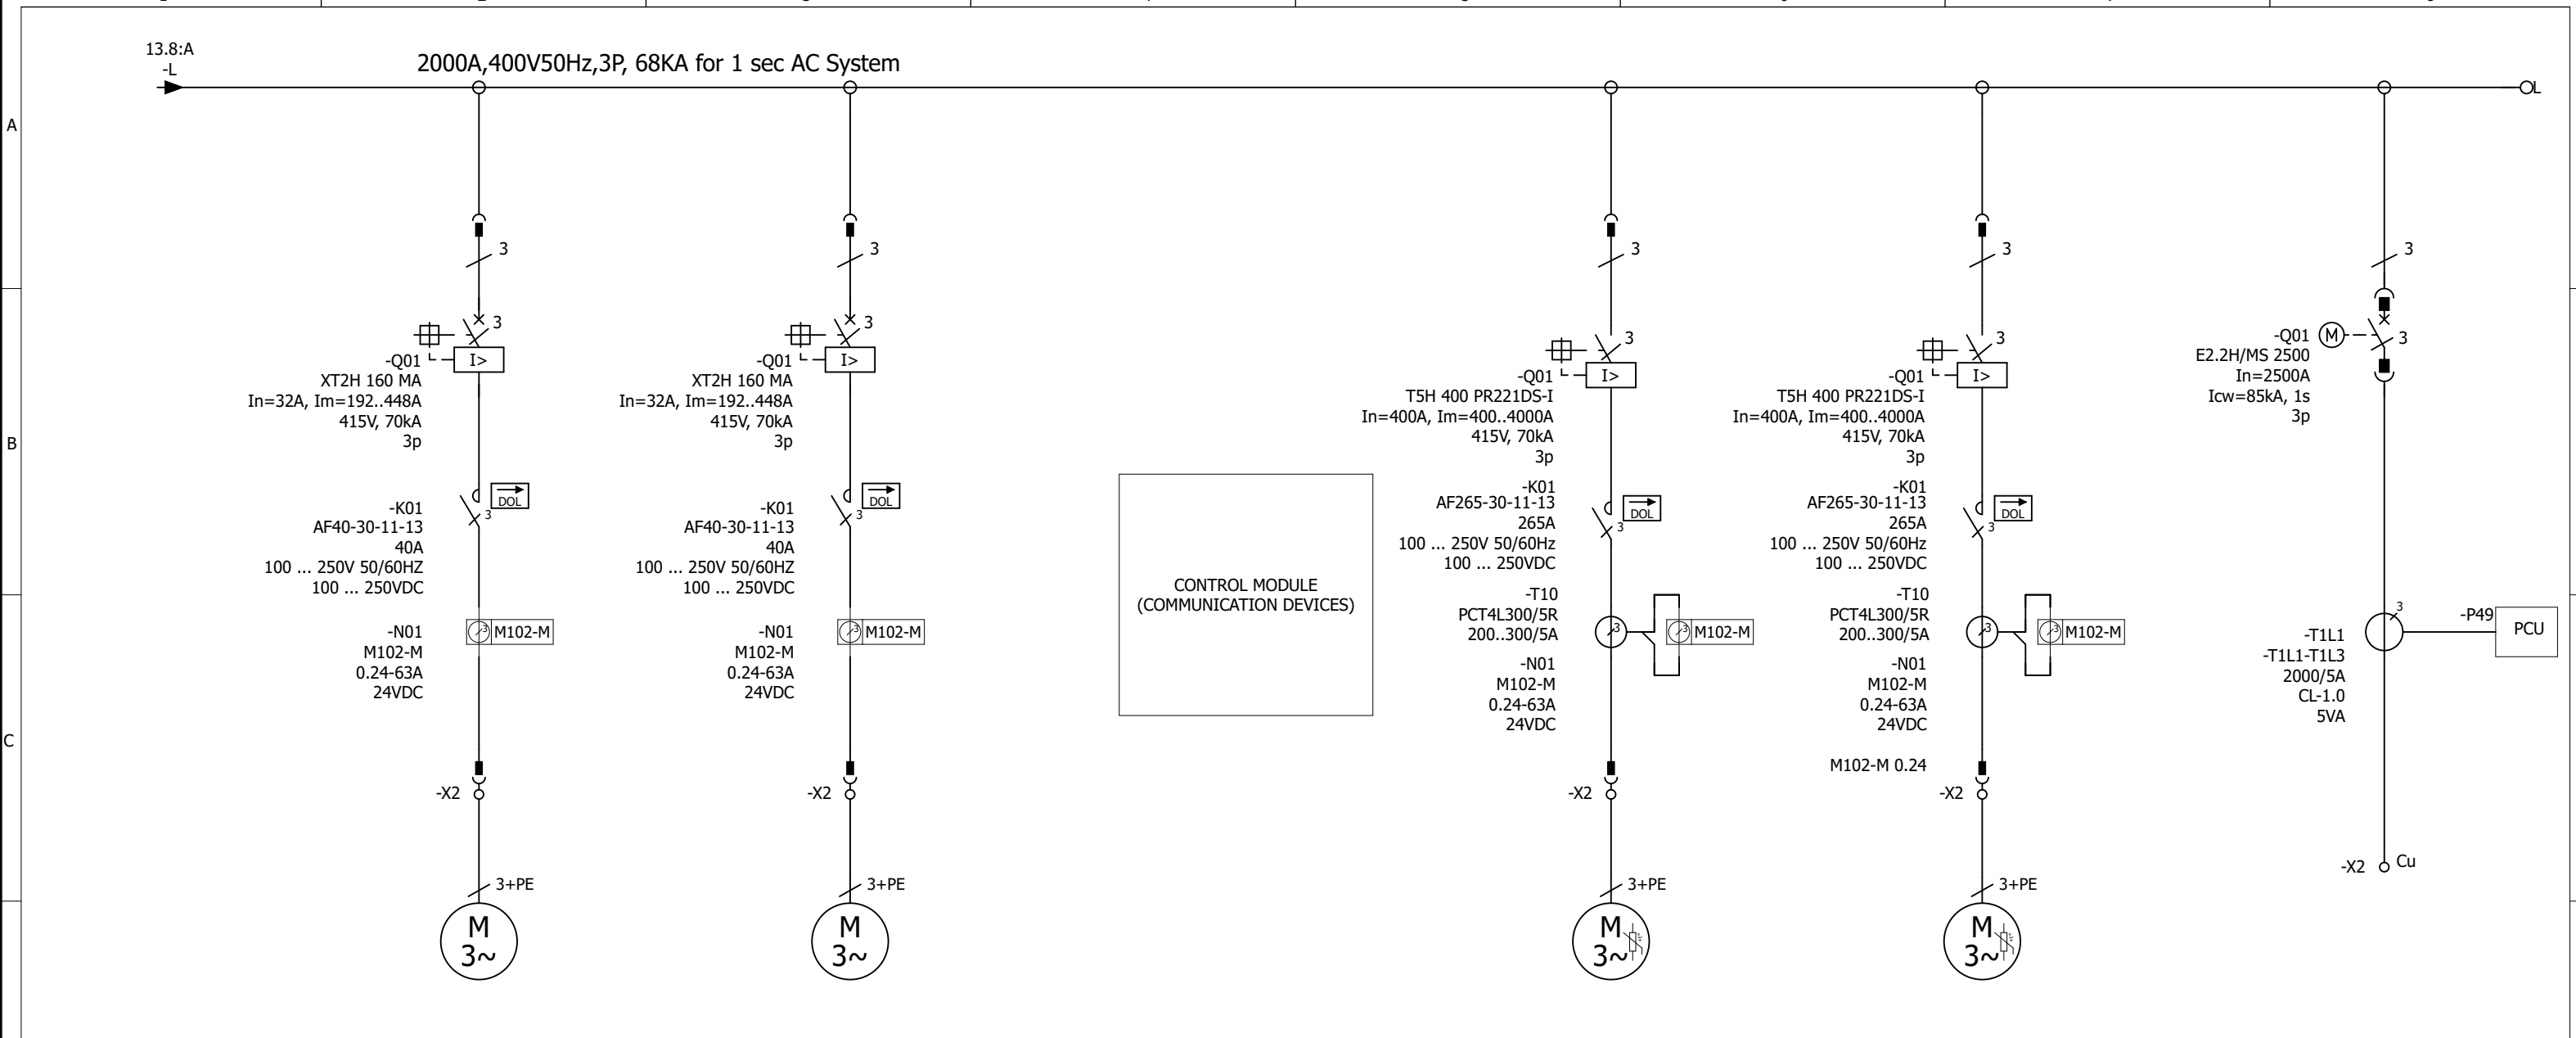 13.8:A
-L
2000A,400V50Hz,3P, 68KA for 1 sec AC System
L
A
B
C
3
3
-Q01
I>
XT2H 160 MA
In=32A, Im=192..448A
415V, 70kA
3p
-K01
DOL
3
AF40-30-11-13
40A
100 ... 250V 50/60HZ
100 ... 250VDC
-N01
3
M102-M
M102-M
0.24-63A
24VDC
-X2
3+PE
M
3~
3
3
-Q01
I>
XT2H 160 MA
In=32A, Im=192..448A
415V, 70kA
3p
-K01
DOL
3
AF40-30-11-13
40A
100 ... 250V 50/60HZ
100 ... 250VDC
-N01
3
M102-M
M102-M
0.24-63A
24VDC
-X2
3+PE
M
3~
CONTROL MODULE
(COMMUNICATION DEVICES)
3
3
-Q01
I>
T5H 400 PR221DS-I
In=400A, Im=400..4000A
415V, 70kA
3p
-K01
DOL
3
AF265-30-11-13
265A
100 ... 250V 50/60Hz
100 ... 250VDC
-T10
PCT4L300/5R
200..300/5A
3
3
M102-M
-N01
M102-M
0.24-63A
24VDC
-X2
3+PE
M
3~
3
3
-Q01
I>
T5H 400 PR221DS-I
In=400A, Im=400..4000A
415V, 70kA
3p
-K01
DOL
3
AF265-30-11-13
265A
100 ... 250V 50/60Hz
100 ... 250VDC
-T10
PCT4L300/5R
200..300/5A
3
3
M102-M
-N01
M102-M
0.24-63A
24VDC
M102-M 0.24
-X2
3+PE
M
3~
3
-Q01
M
3
E2.2H/MS 2500
In=2500A
Icw=85kA, 1s
3p
3
-P49
PCU
-T1L1
-T1L1-T1L3
2000/5A
CL-1.0
5VA
-X2
Cu